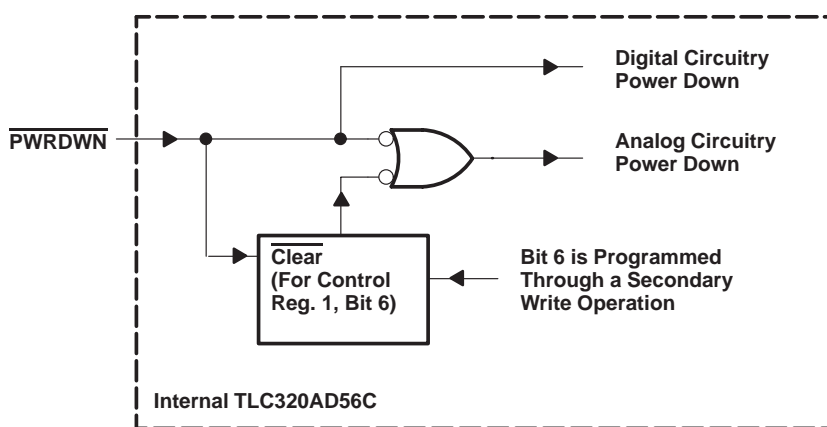 Digital Circuitry
Power Down
PWRDWN
Analog Circuitry
Power Down
Clear
(For Control
Reg. 1, Bit 6)
Bit 6 is Programmed
Through a Secondary
Write Operation
Internal TLC320AD56C